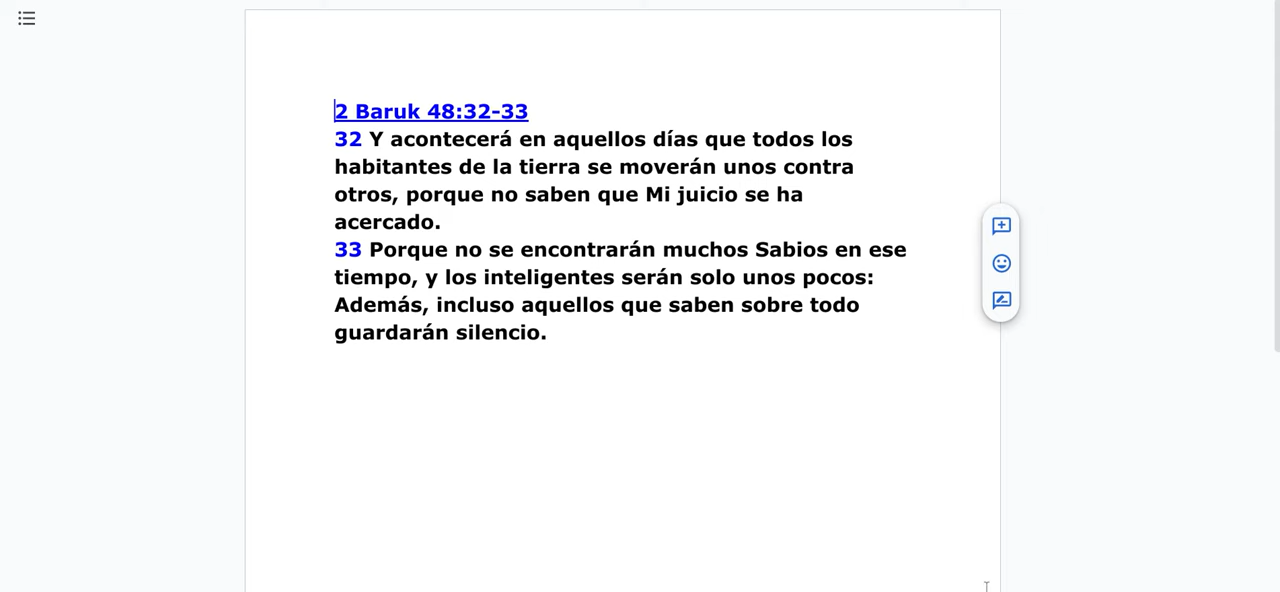 2 Baruk 48:32-33
32 Y acontecerá en aquellos días que todos los
habitantes de la tierra se moverán unos contra
otros, porque no saben que Mi juicio se ha
acercado.
33 Porque no se encontrarán muchos Sabios en ese
tiempo, y los inteligentes serán solo unos pocos:
Además, incluso aquellos que saben sobre todo
guardarán silencio.